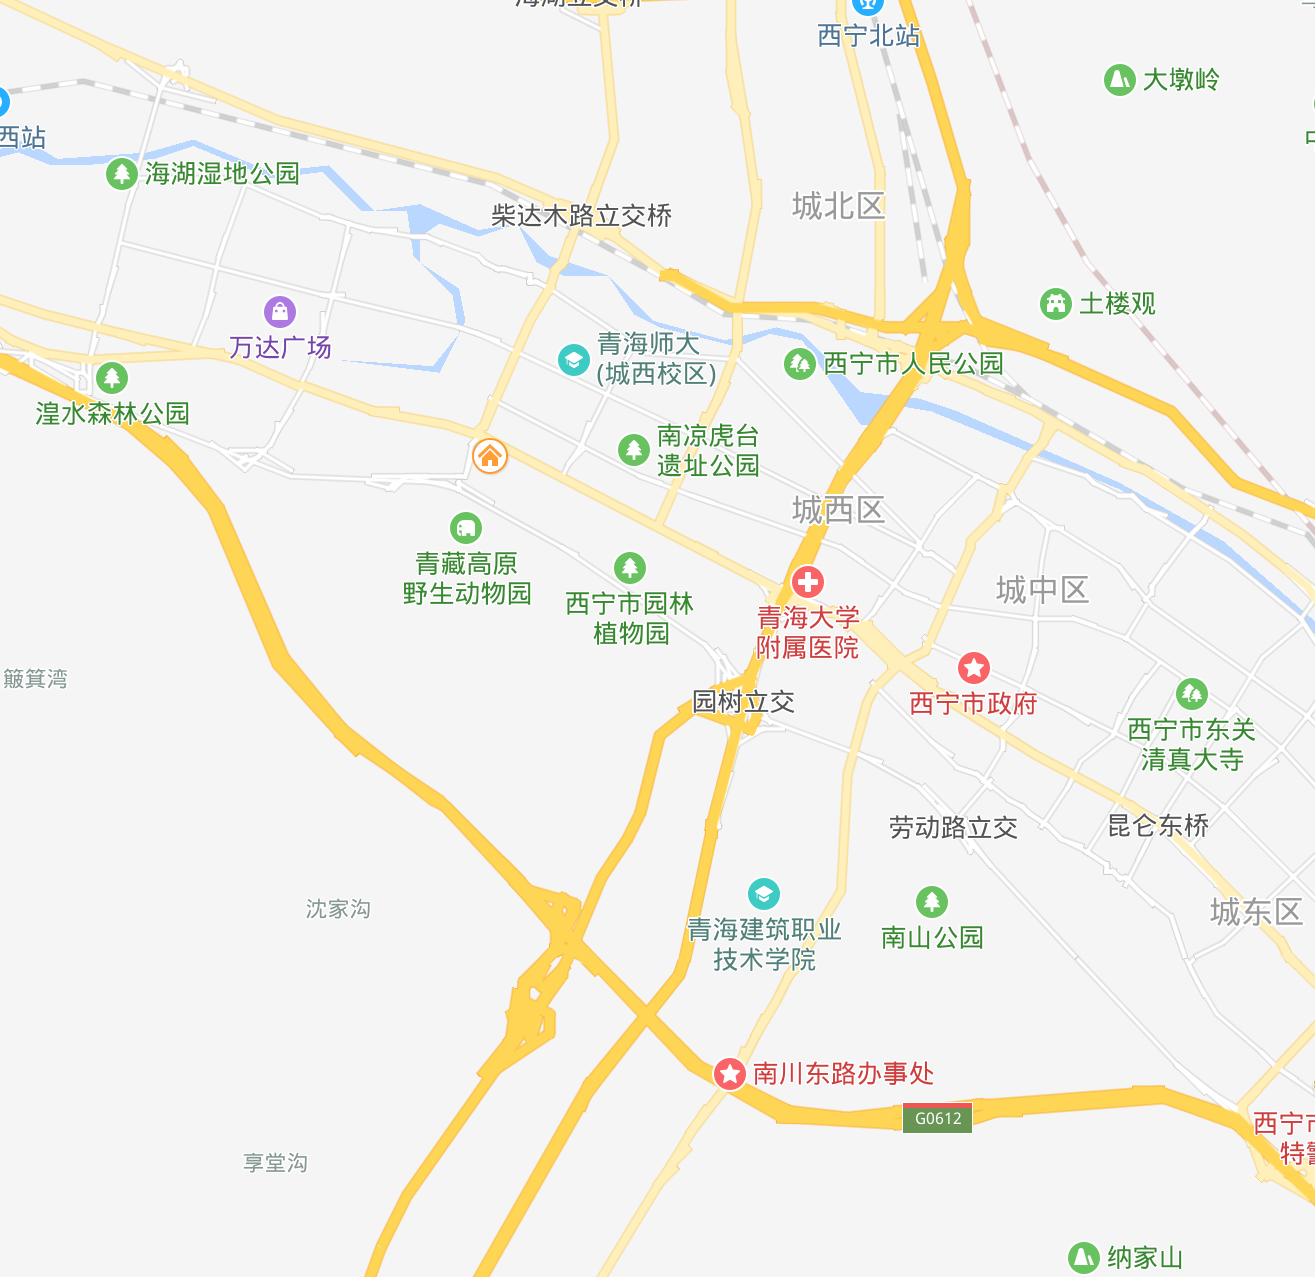 西宁北站
大墩岭
西站
海湖湿地公园
柴达木路立交桥
城北区
土楼观
万达广场
青海师大
(城西校区)
西宁市人民公园
湟水森林公园
南凉虎台
遗址公园
城西区
青藏高原
野生动物园
西宁市园林
植物园
城中区
青海大学
附属医院
簸箕湾
园树立交
西宁市政府
西宁市东关
清真大寺
劳动路立交
昆仑东桥
沈家沟
青海建筑职业
技术学院
南山公园
城东区
南川东路办事处
G0612
西宁市
特警
享堂沟
纳家山